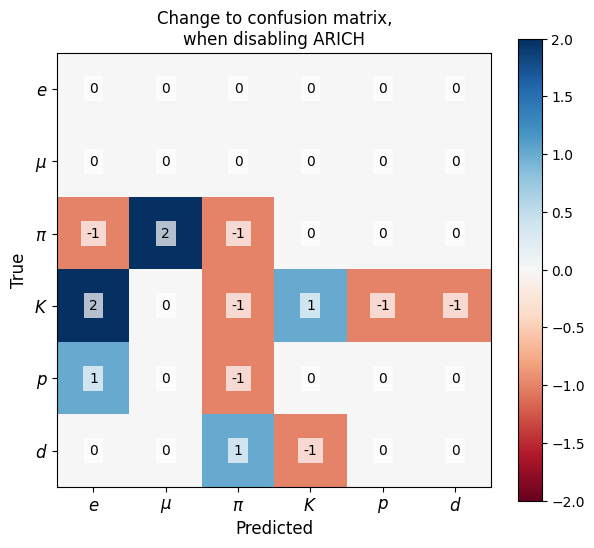 Change to confusion matrix,
when disabling ARICH
e 0 0 0 0 0 0
μ 0 0 0 0 0 0
π -1 2 -1 0 0 0
K 2 0 -1 1 -1 -1
p 1 0 -1 0 0 0
d 0 0 1 -1 0 0
e μ π K p d
True
Predicted
2.0
1.5
1.0
0.5
0.0
−0.5
−1.0
−1.5
−2.0